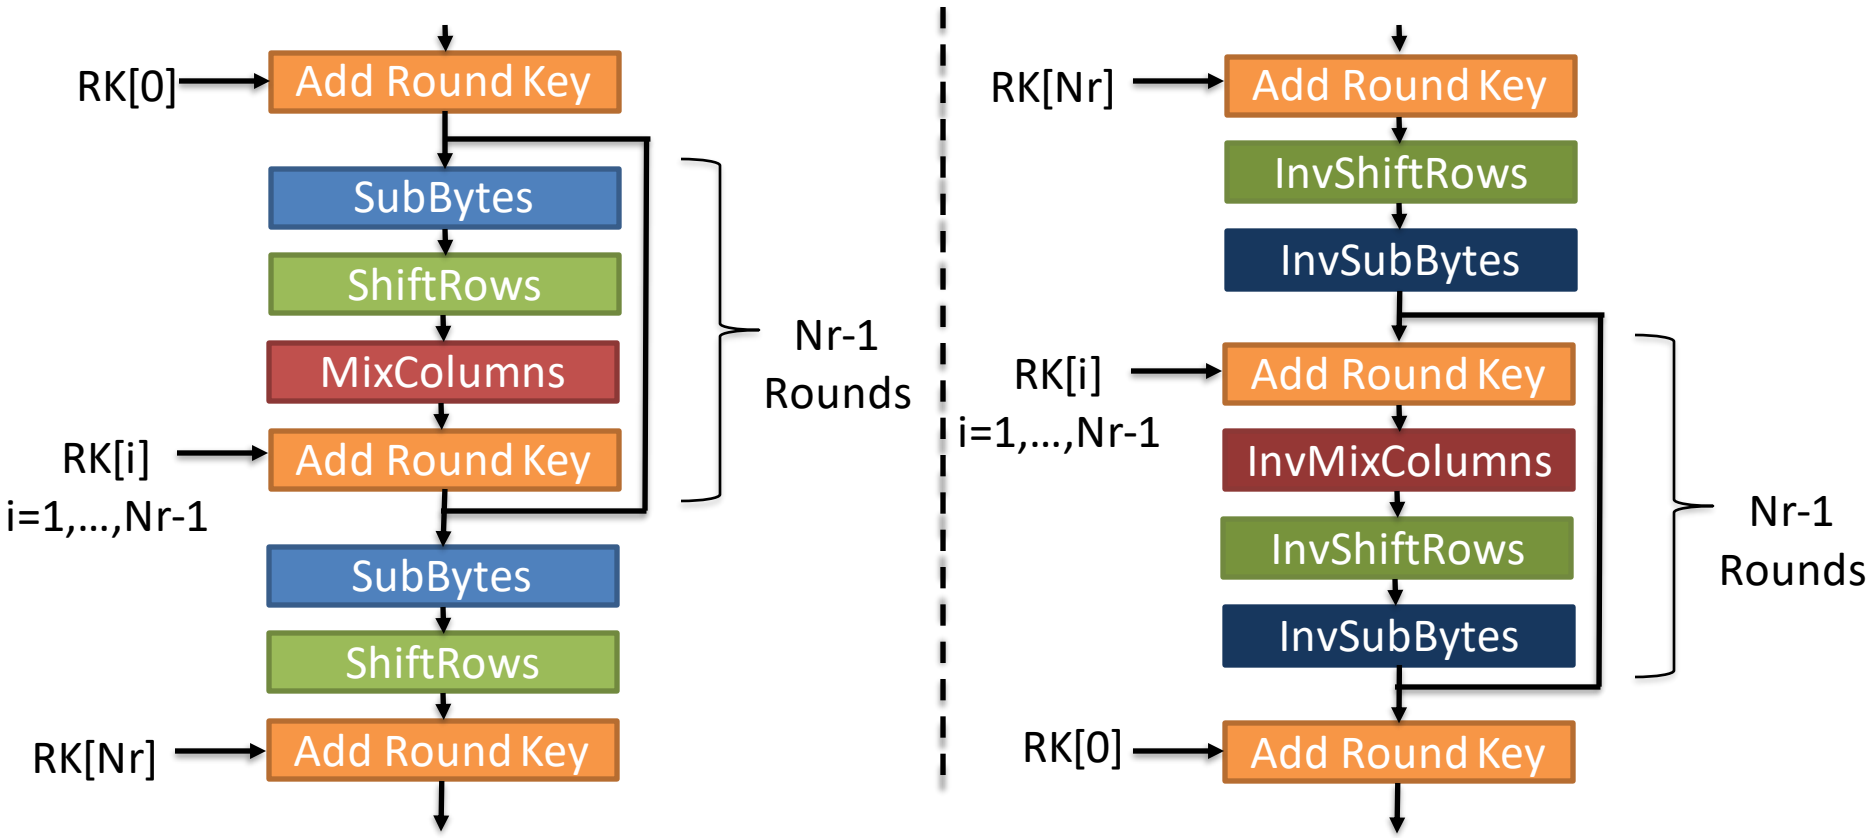 RK[0]
Add Round Key
SubBytes
ShiftRows
MixColumns
RK[i]
i=1,...,Nr-1
Add Round Key
Nr-1
Rounds
SubBytes
ShiftRows
RK[Nr]
Add Round Key
RK[Nr]
Add Round Key
InvShiftRows
InvSubBytes
RK[i]
i=1,...,Nr-1
Add Round Key
InvMixColumns
InvShiftRows
InvSubBytes
Nr-1
Rounds
RK[0]
Add Round Key